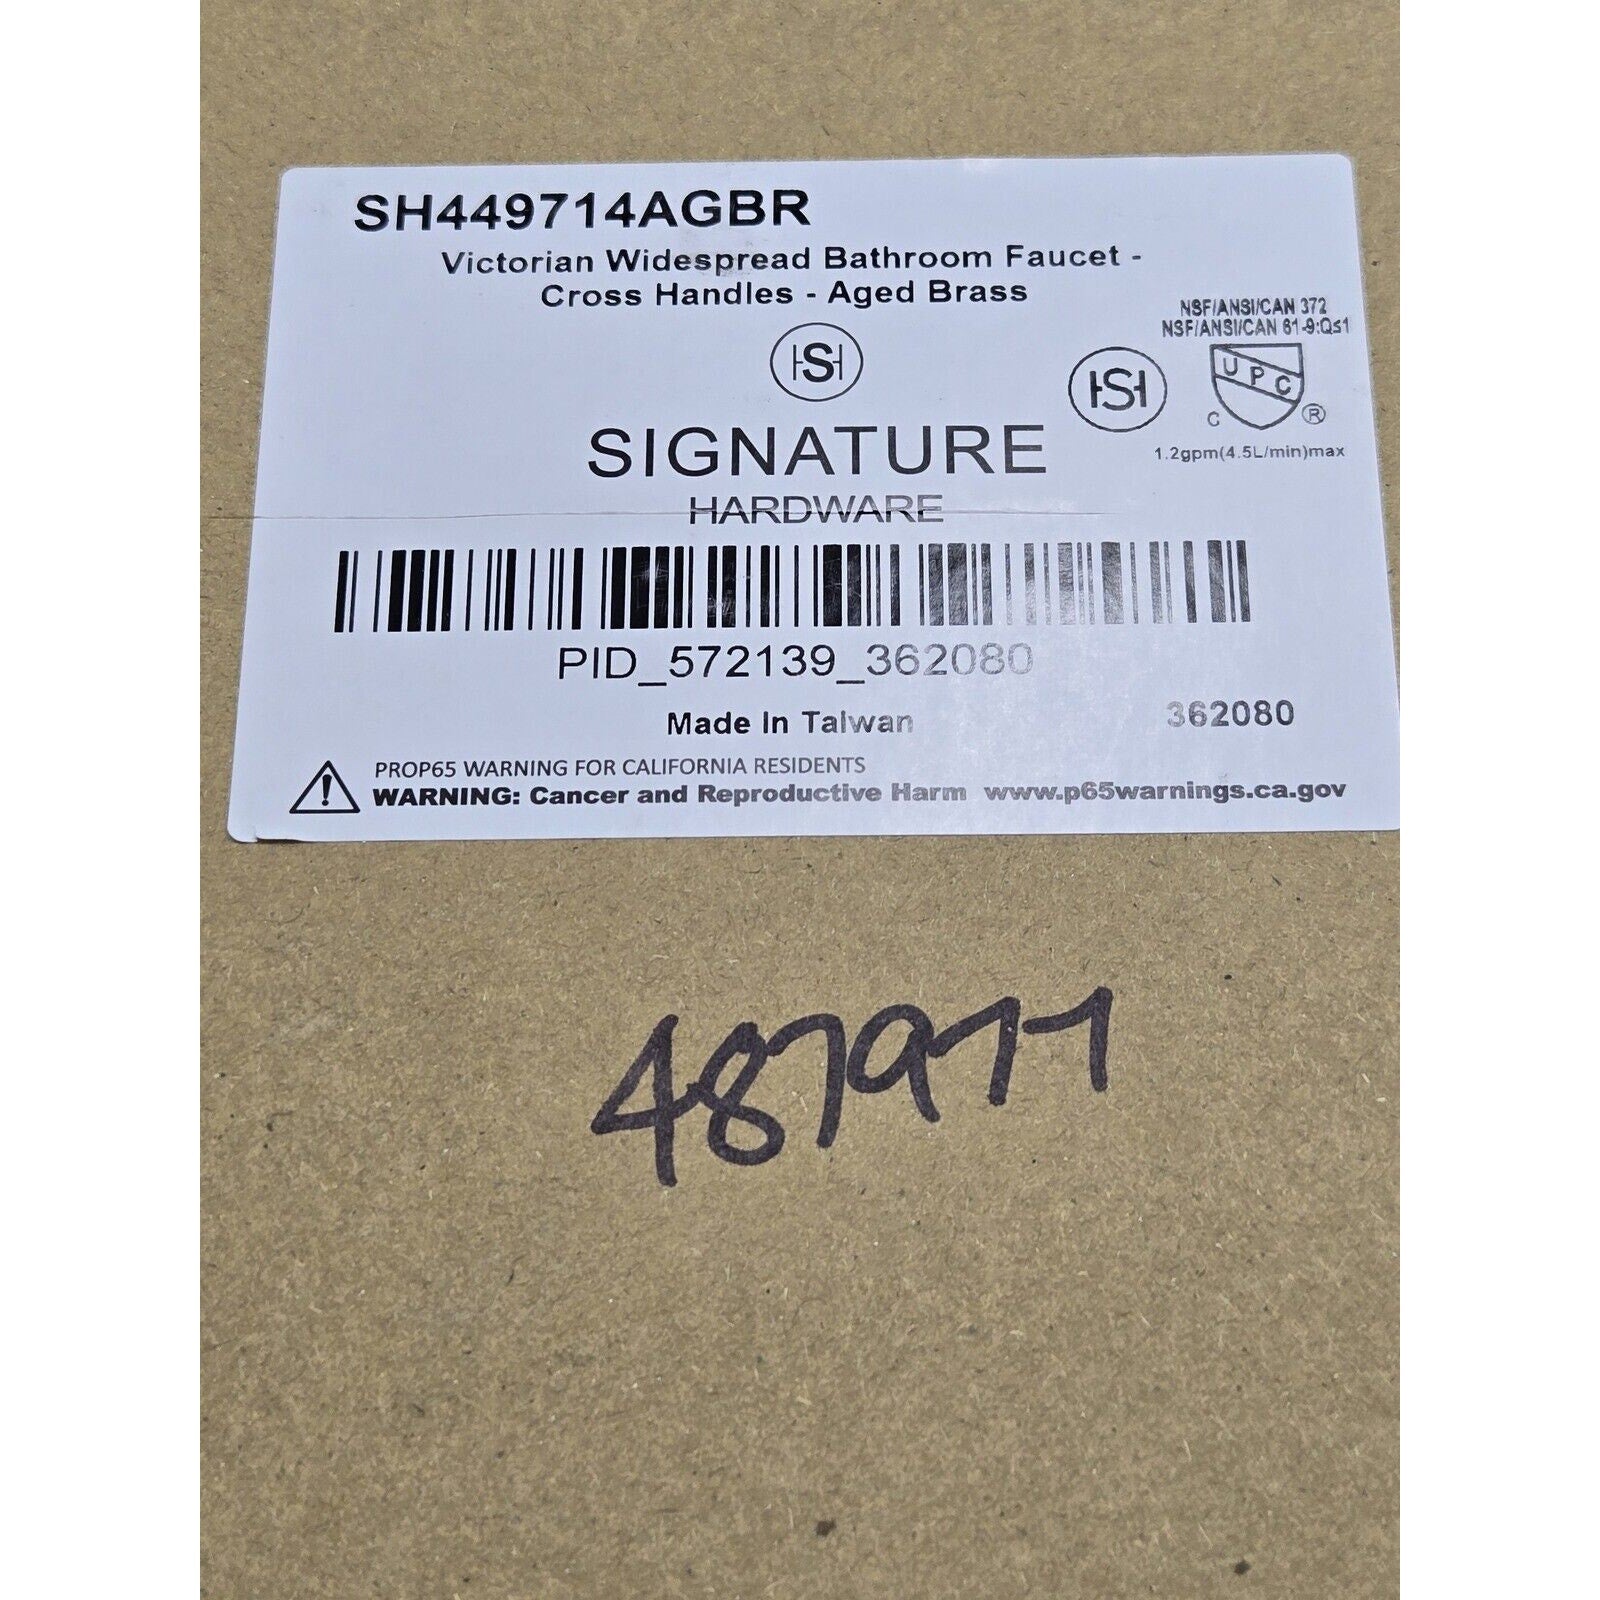 SH449714AGBR
Victorian Widespread Bathroom Faucet -
Cross Handles - Aged Brass
NSF/ANSI/CAN 372
NSF/ANSI/CAN 61-9:Q≤1
HSH
HSH
UPC
C ®
1.2gpm(4.5L/min)max
SIGNATURE
HARDWARE
PID_572139_362080
Made In Taiwan
362080
PROP65 WARNING FOR CALIFORNIA RESIDENTS
WARNING: Cancer and Reproductive Harm www.p65warnings.ca.gov
487977